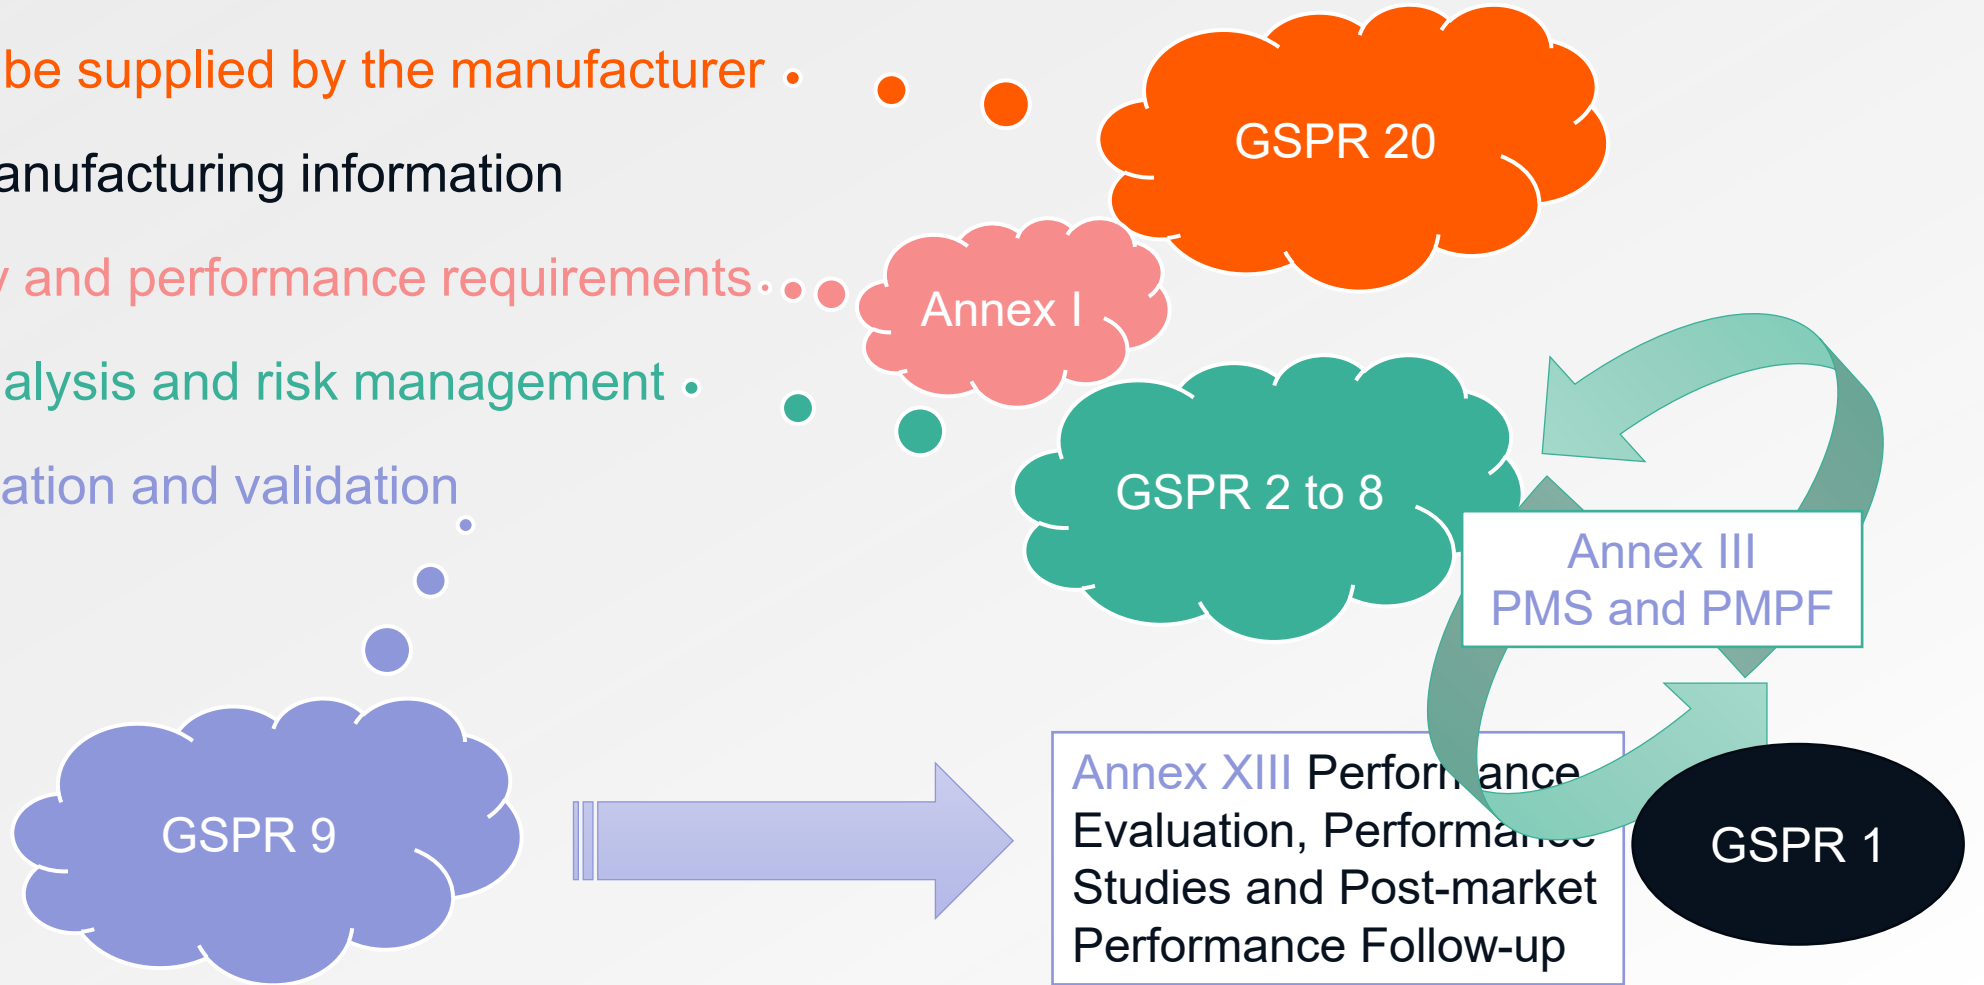 be supplied by the manufacturer
anufacturing information
y and performance requirements
alysis and risk management
ation and validation
GSPR 20
Annex I
GSPR 2 to 8
Annex III
PMS and PMPF
GSPR 9
Annex XIII Performance
Evaluation, Performance
Studies and Post-market
Performance Follow-up
GSPR 1